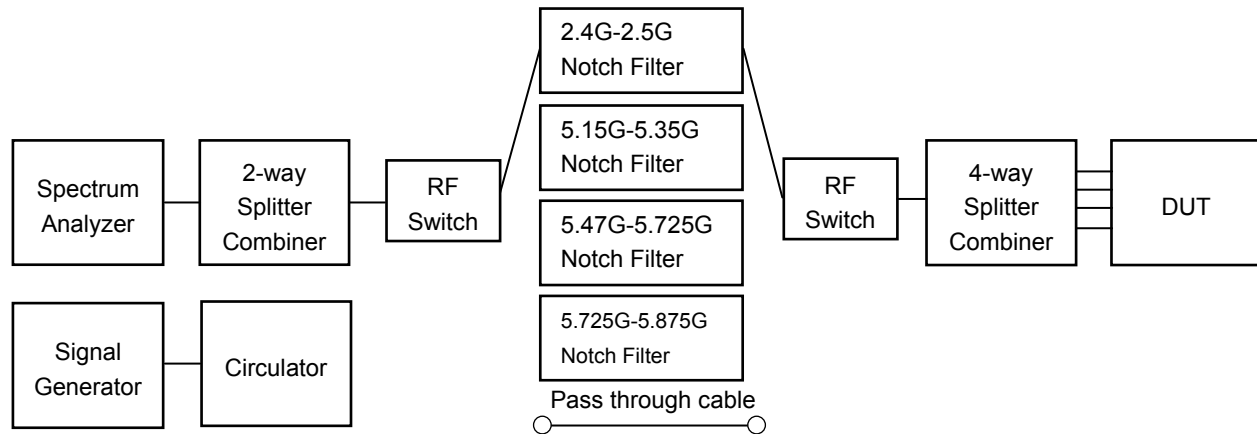 2.4G-2.5G
Notch Filter
5.15G-5.35G
Notch Filter
5.47G-5.725G
Notch Filter
5.725G-5.875G
Notch Filter
Pass through cable
Spectrum
Analyzer
2-way
Splitter
Combiner
RF
Switch
RF
Switch
4-way
Splitter
Combiner
DUT
Signal
Generator
Circulator